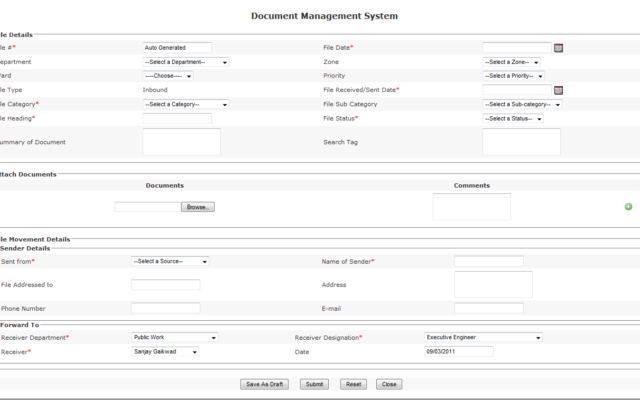 Document Management System
le Details
le #* Auto Generated File Date*
epartment --Select a Department-- Zone --Select a Zone--
ard ----Choose---- Priority --Select a Priority--
le Type Inbound File Received/Sent Date*
le Category* --Select a Category-- File Sub Category --Select a Sub-category--
le Heading* File Status* --Select a Status--
ummary of Document Search Tag
ttach Documents
Documents Comments
Browse..
le Movement Details
Sender Details
Sent from* --Select a Source-- Name of Sender*
File Addressed to Address
Phone Number E-mail
Forward To
Receiver Department* Public Work Receiver Designation* Executive Engineer
Receiver* Sanjay Gaikwad Date 09/03/2011
Save As Draft Submit Reset Close